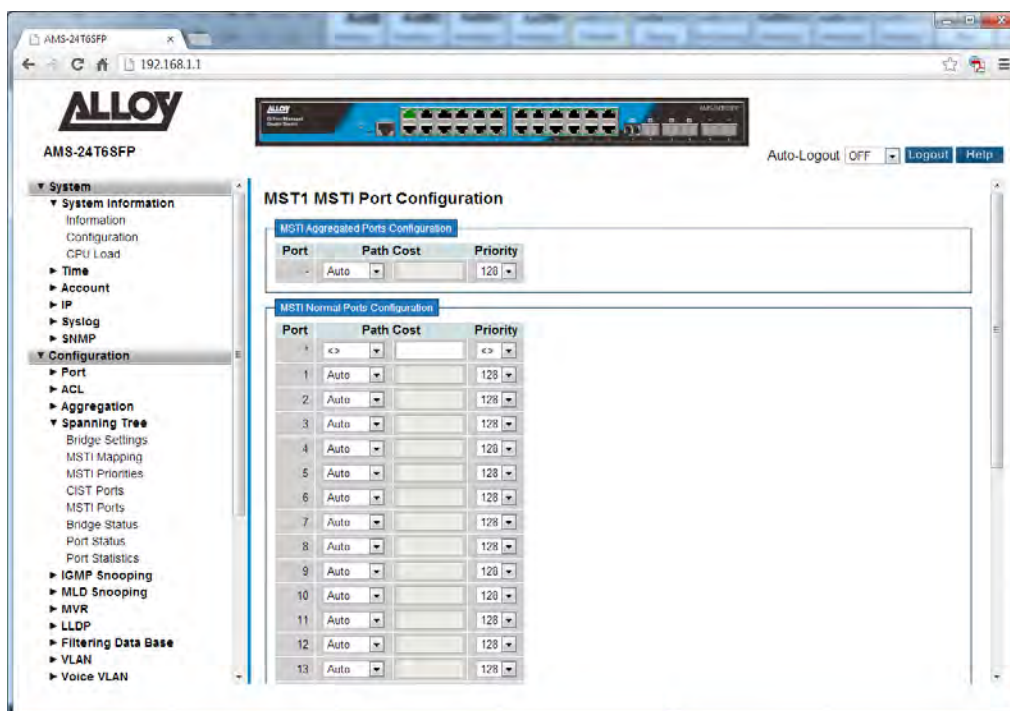 AMS-24T6SFP
192.168.1.1
ALLOY
AMS-24T6SFP
ALLOY
Auto-Logout OFF Logout Help
▼ System
▼ System Information
Information
Configuration
CPU Load
► Time
► Account
► IP
► Syslog
► SNMP
▼ Configuration
► Port
► ACL
► Aggregation
▼ Spanning Tree
Bridge Settings
MSTI Mapping
MSTI Priorities
CIST Ports
MSTI Ports
Bridge Status
Port Status
Port Statistics
► IGMP Snooping
► MLD Snooping
► MVR
► LLDP
► Filtering Data Base
► VLAN
► Voice VLAN
MST1 MSTI Port Configuration
MSTI Aggregated Ports Configuration
Port Path Cost Priority
- Auto 128
MSTI Normal Ports Configuration
Port Path Cost Priority
* <> <>
1 Auto 128
2 Auto 128
3 Auto 128
4 Auto 128
5 Auto 128
6 Auto 128
7 Auto 128
8 Auto 128
9 Auto 128
10 Auto 128
11 Auto 128
12 Auto 128
13 Auto 128